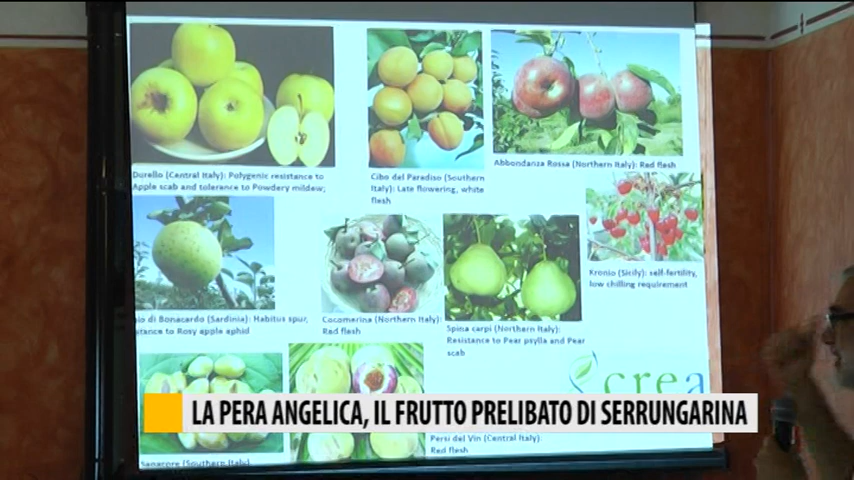 Durello (Central Italy): Polygenic resistance to
Apple scab and tolerance to Powdery mildew;
Cibo del Paradiso (Southern
Italy): Late flowering, white
flesh
Abbondanza Rossa (Northern Italy): Red flesh
di Bonacardo (Sardinia): Habitus spur,
to Rosy apple aphid
Cocomerina (Northern Italy):
Red flesh
Spina carpi (Northern Italy):
Resistance to Pear psylla and Pear
scab
Kronio (Sicily): self-fertility,
low chilling requirement
crea
LA PERA ANGELICA, IL FRUTTO PRELIBATO DI SERRUNGARINA
Persi del Vin (Central Italy):
Red flesh
Sanacore (Southern Italy)